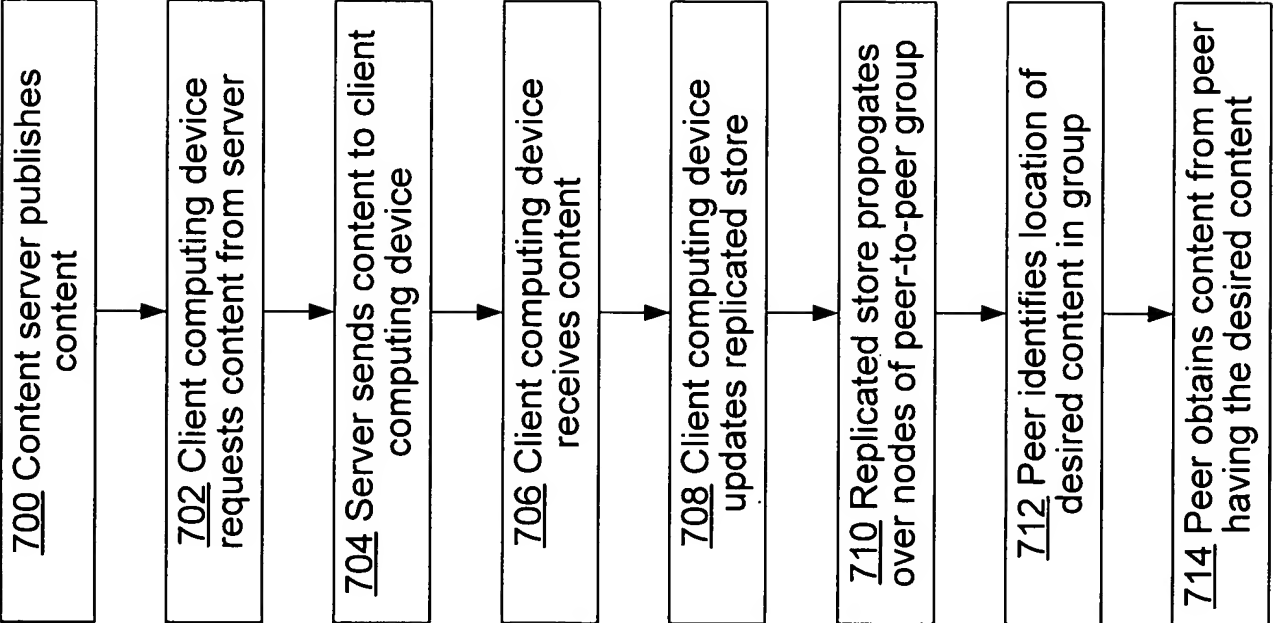 700 Content server publishes
content
702 Client computing device
requests content from server
704 Server sends content to client
computing device
706 Client computing device
receives content
708 Client computing device
updates replicated store
710 Replicated store propogates
over nodes of peer-to-peer group
712 Peer identifies location of
desired content in group
714 Peer obtains content from peer
having the desired content